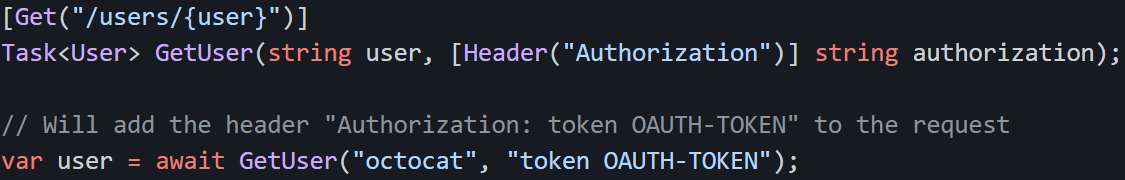 [Get("/users/{user}")]
Task<User> GetUser(string user, [Header("Authorization")] string authorization);
// Will add the header "Authorization: token OAUTH-TOKEN" to the request
var user = await GetUser("octocat", "token OAUTH-TOKEN");